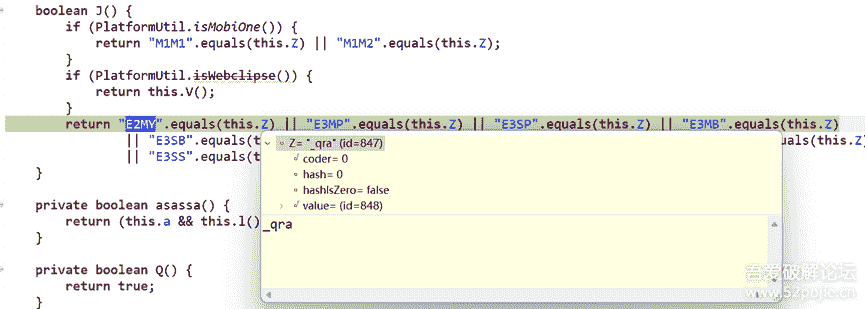 boolean J() {
if (PlatformUtil.isMobiOne()) {
return "M1M1".equals(this.Z) || "M1M2".equals(this.Z);
}
if (PlatformUtil.isWebclipse()) {
return this.V();
}
return "E2MY".equals(this.Z) || "E3MP".equals(this.Z) || "E3SP".equals(this.Z) || "E3MB".equals(this.Z)
|| "E3SB".equals(t equals(this.Z)
|| "E3SS".equals(t
}
Z= "_qra" (id=847)
coder= 0
hash= 0
hashIsZero= false
value= (id=848)
_qra
private boolean asassa() {
return (this.a && this.l()
}
private boolean Q() {
return true;
}
吾爱破解论坛
www.52pojie.cn